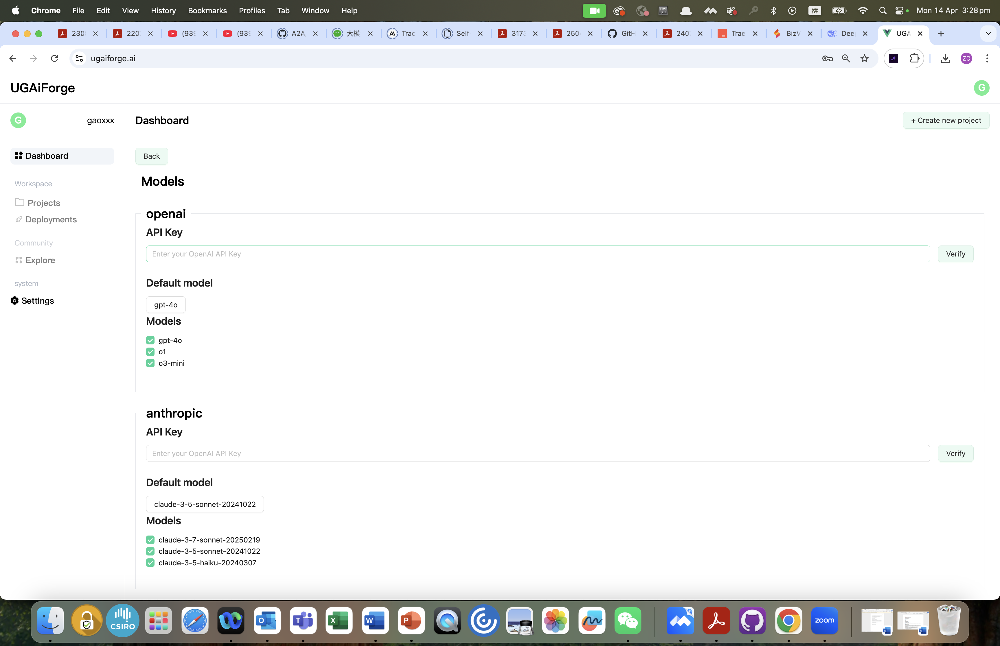 Chrome File Edit View History Bookmarks Profiles Tab Window Help 拼 Mon 14 Apr 3:28 pm
230 220 (939 (939 A2A 大模 Trac Self- 3173 250 GitH 240 Trae BizV Dee UGA
ugaiforge.ai ZC
UGAiForge G
G gaoxxx Dashboard + Create new project
Dashboard
Back
Models
Workspace
Projects
Deployments
Community
Explore
system
Settings
openai
API Key
Enter your OpenAI API Key Verify
Default model
gpt-4o
Models
gpt-4o
o1
o3-mini
anthropic
API Key
Enter your OpenAI API Key Verify
Default model
claude-3-5-sonnet-20241022
Models
claude-3-7-sonnet-20250219
claude-3-5-sonnet-20241022
claude-3-5-haiku-20240307
CSIRO zoom